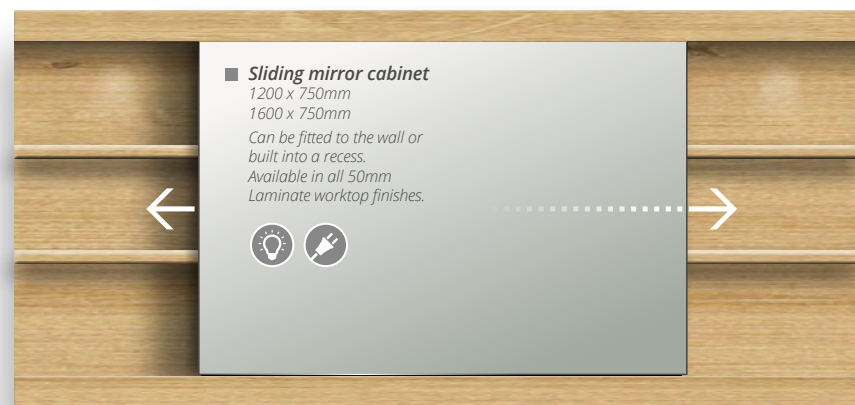 Sliding mirror cabinet
1200 x 750mm
1600 x 750mm
Can be fitted to the wall or
built into a recess.
Available in all 50mm
Laminate worktop finishes.